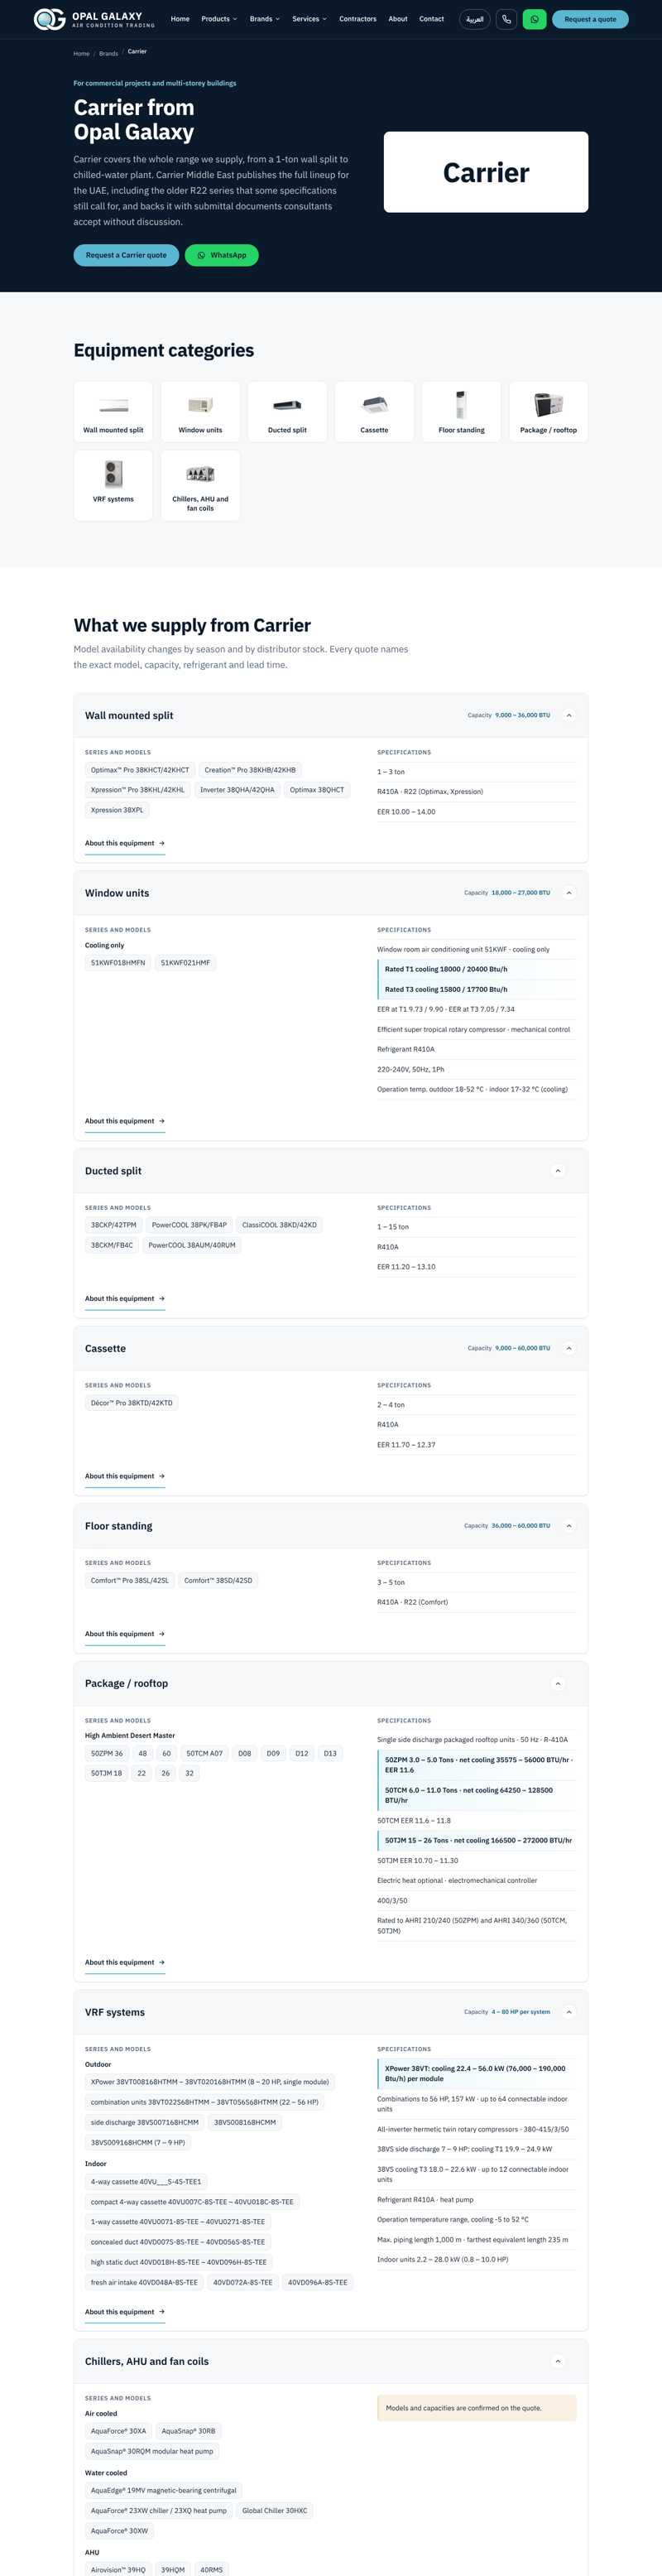 OPAL GALAXY
AIR CONDITION TRADING
Home
Products
Brands
Services
Contractors
About
Contact
العربية
Request a quote
Home / Brands / Carrier
For commercial projects and multi-storey buildings
Carrier from
Opal Galaxy
Carrier covers the whole range we supply, from a 1-ton wall split to
chilled-water plant. Carrier Middle East publishes the full lineup for
the UAE, including the older R22 series that some specifications
still call for, and backs it with submittal documents consultants
accept without discussion.
Request a Carrier quote
WhatsApp
Carrier
Equipment categories
Wall mounted split
Window units
Ducted split
Cassette
Floor standing
Package / rooftop
VRF systems
Chillers, AHU and
fan coils
What we supply from Carrier
Model availability changes by season and by distributor stock. Every quote names
the exact model, capacity, refrigerant and lead time.
Wall mounted split
Capacity 9,000 – 36,000 BTU
SERIES AND MODELS
Optimax™ Pro 38KHCT/42KHCT
Creation™ Pro 38KHB/42KHB
Xpression™ Pro 38KHL/42KHL
Inverter 38QHA/42QHA
Optimax 38QHCT
Xpression 38XPL
SPECIFICATIONS
1 – 3 ton
R410A · R22 (Optimax, Xpression)
EER 10.00 – 14.00
About this equipment →
Window units
Capacity 18,000 – 27,000 BTU
SERIES AND MODELS
Cooling only
51KWF018HMFN
51KWF021HMF
SPECIFICATIONS
Window room air conditioning unit 51KWF · cooling only
Rated T1 cooling 18000 / 20400 Btu/h
Rated T3 cooling 15800 / 17700 Btu/h
EER at T1 9.73 / 9.90 · EER at T3 7.05 / 7.34
Efficient super tropical rotary compressor · mechanical control
Refrigerant R410A
220-240V, 50Hz, 1Ph
Operation temp. outdoor 18-52 °C · indoor 17-32 °C (cooling)
About this equipment →
Ducted split
SERIES AND MODELS
38CKP/42TPM
PowerCOOL 38PK/FB4P
ClassiCOOL 38KD/42KD
38CKM/FB4C
PowerCOOL 38AUM/40RUM
SPECIFICATIONS
1 – 15 ton
R410A
EER 11.20 – 13.10
About this equipment →
Cassette
Capacity 9,000 – 60,000 BTU
SERIES AND MODELS
Décor™ Pro 38KTD/42KTD
SPECIFICATIONS
2 – 4 ton
R410A
EER 11.70 – 12.37
About this equipment →
Floor standing
Capacity 36,000 – 60,000 BTU
SERIES AND MODELS
Comfort™ Pro 38SL/42SL
Comfort™ 38SD/42SD
SPECIFICATIONS
3 – 5 ton
R410A · R22 (Comfort)
About this equipment →
Package / rooftop
SERIES AND MODELS
High Ambient Desert Master
50ZPM 36
48
60
50TCM A07
D08
D09
D12
D13
50TJM 18
22
26
32
SPECIFICATIONS
Single side discharge packaged rooftop units · 50 Hz · R-410A
50ZPM 3.0 – 5.0 Tons · net cooling 35575 – 56000 BTU/hr ·
EER 11.6
50TCM 6.0 – 11.0 Tons · net cooling 64250 – 128500
BTU/hr
50TCM EER 11.6 – 11.8
50TJM 15 – 26 Tons · net cooling 166500 – 272000 BTU/hr
50TJM EER 10.70 – 11.30
Electric heat optional · electromechanical controller
400/3/50
Rated to AHRI 210/240 (50ZPM) and AHRI 340/360 (50TCM,
50TJM)
About this equipment →
VRF systems
Capacity 4 – 80 HP per system
SERIES AND MODELS
Outdoor
XPower 38VT008168HTMM – 38VT020168HTMM (8 – 20 HP, single module)
combination units 38VT022S68HTMM – 38VT056S68HTMM (22 – 56 HP)
side discharge 38VS007168HCMM
38VS008168HCMM
38VS009168HCMM (7 – 9 HP)
Indoor
4-way cassette 40VU___S-4S-TEE1
compact 4-way cassette 40VU007C-8S-TEE – 40VU018C-8S-TEE
1-way cassette 40VU0071-8S-TEE – 40VU0271-8S-TEE
concealed duct 40VD007S-8S-TEE – 40VD056S-8S-TEE
high static duct 40VD018H-8S-TEE – 40VD096H-8S-TEE
fresh air intake 40VD048A-8S-TEE
40VD072A-8S-TEE
40VD096A-8S-TEE
SPECIFICATIONS
XPower 38VT: cooling 22.4 – 56.0 kW (76,000 – 190,000
Btu/h) per module
Combinations to 56 HP, 157 kW · up to 64 connectable indoor
units
All-inverter hermetic twin rotary compressors · 380-415/3/50
38VS side discharge 7 – 9 HP: cooling T1 19.9 – 24.9 kW
38VS cooling T3 18.0 – 22.6 kW · up to 12 connectable indoor
units
Refrigerant R410A · heat pump
Operation temperature range, cooling -5 to 52 °C
Max. piping length 1,000 m · farthest equivalent length 235 m
Indoor units 2.2 – 28.0 kW (0.8 – 10.0 HP)
About this equipment →
Chillers, AHU and fan coils
SERIES AND MODELS
Air cooled
AquaForce® 30XA
AquaSnap® 30RB
AquaSnap® 30RQM modular heat pump
Water cooled
AquaEdge® 19MV magnetic-bearing centrifugal
AquaForce® 23XW chiller / 23XQ heat pump
Global Chiller 30HXC
AquaForce® 30XW
AHU
Airovision™ 39HQ
39HQM
40RMS
Models and capacities are confirmed on the quote.